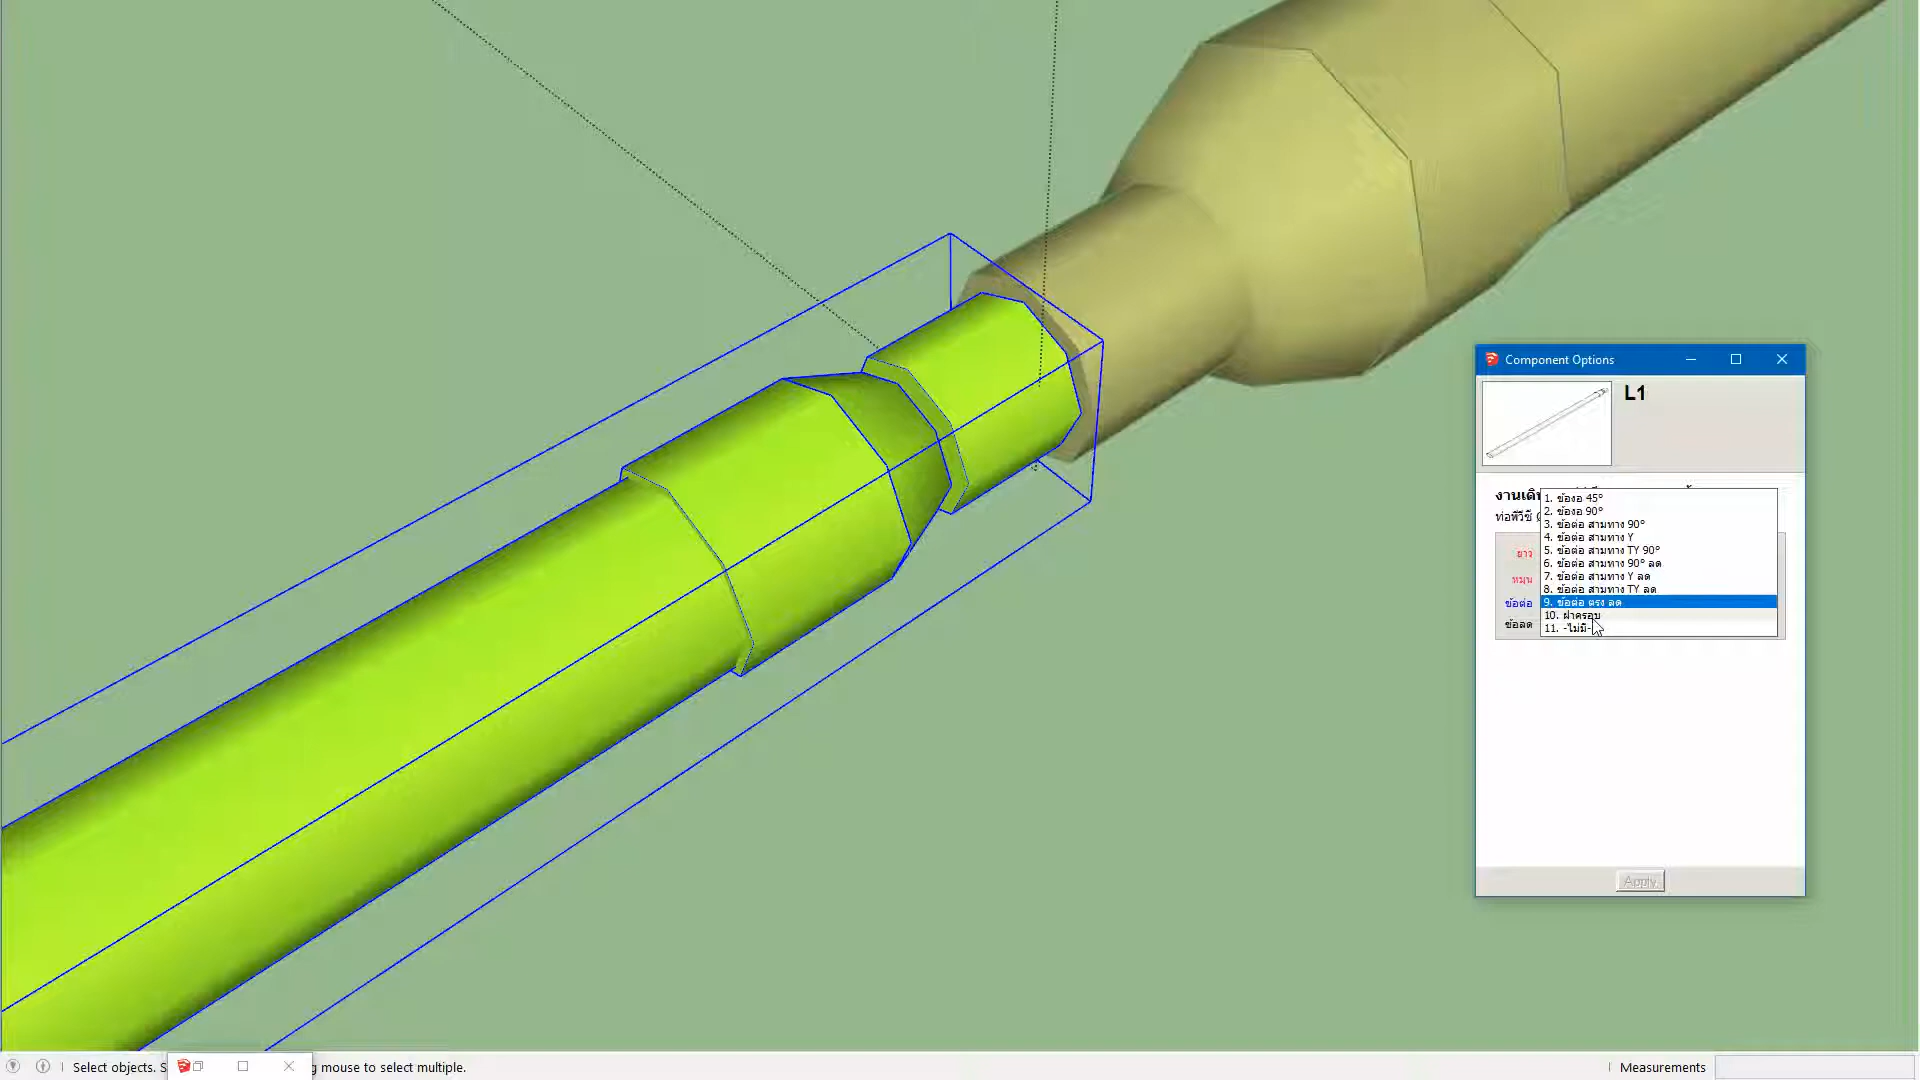 Component Options
L1
งานเดิ
ท่อพีวีซี
1. ข้องอ 45°
2. ข้องอ 90°
3. ข้อต่อ สามทาง 90°
4. ข้อต่อ สามทาง Y
5. ข้อต่อ สามทาง TY 90°
6. ข้อต่อ สามทาง 90° ลด
7. ข้อต่อ สามทาง Y ลด
8. ข้อต่อ สามทาง TY ลด
9. ข้อต่อ ตรง ลด
10. ฝาครอบ
11. -ไม่มี-
ยาว
หมุน
ข้อต่อ
ข้อลด
Apply
Select objects. S
g mouse to select multiple.
Measurements